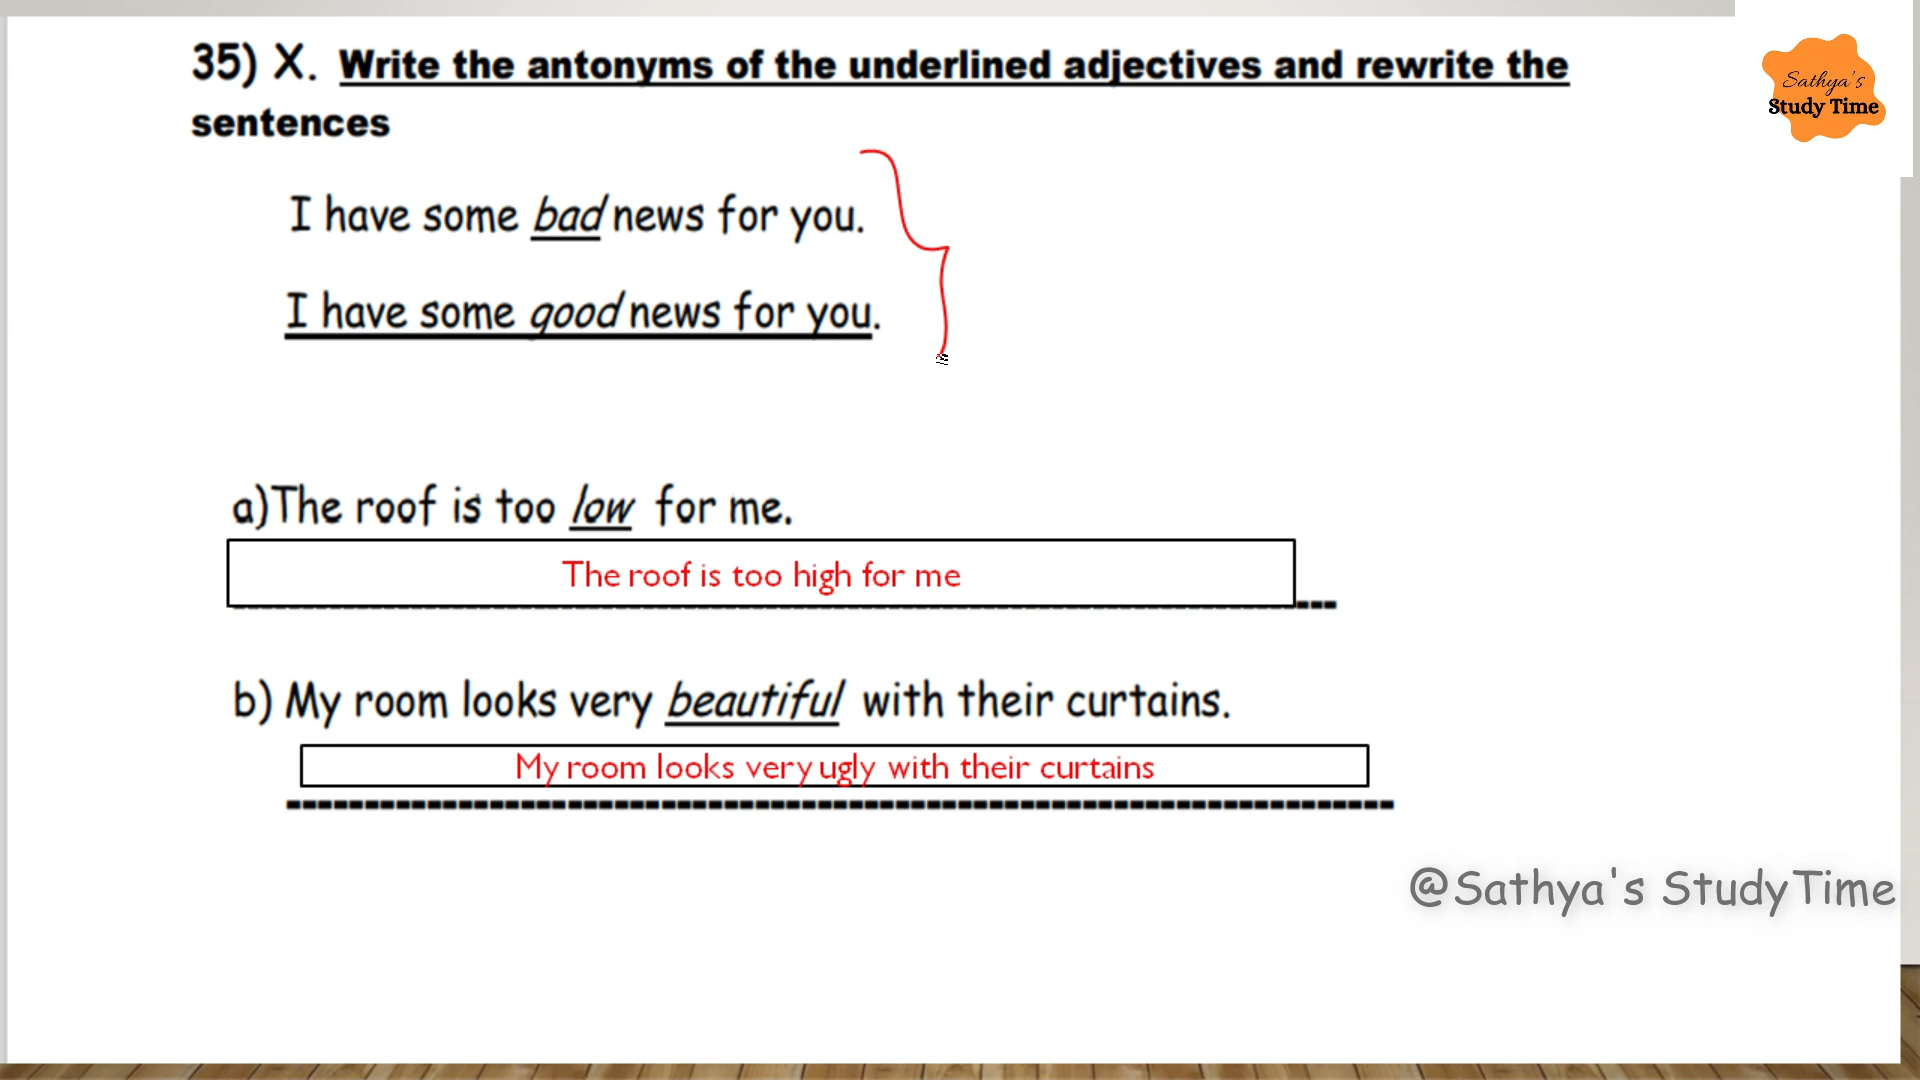 35) X. Write the antonyms of the underlined adjectives and rewrite the
sentences
Sathya's
Study Time
I have some bad news for you.
I have some good news for you.
a)The roof is too low for me.
The roof is too high for me
b) My room looks very beautiful with their curtains.
My room looks very ugly with their curtains
@Sathya's StudyTime